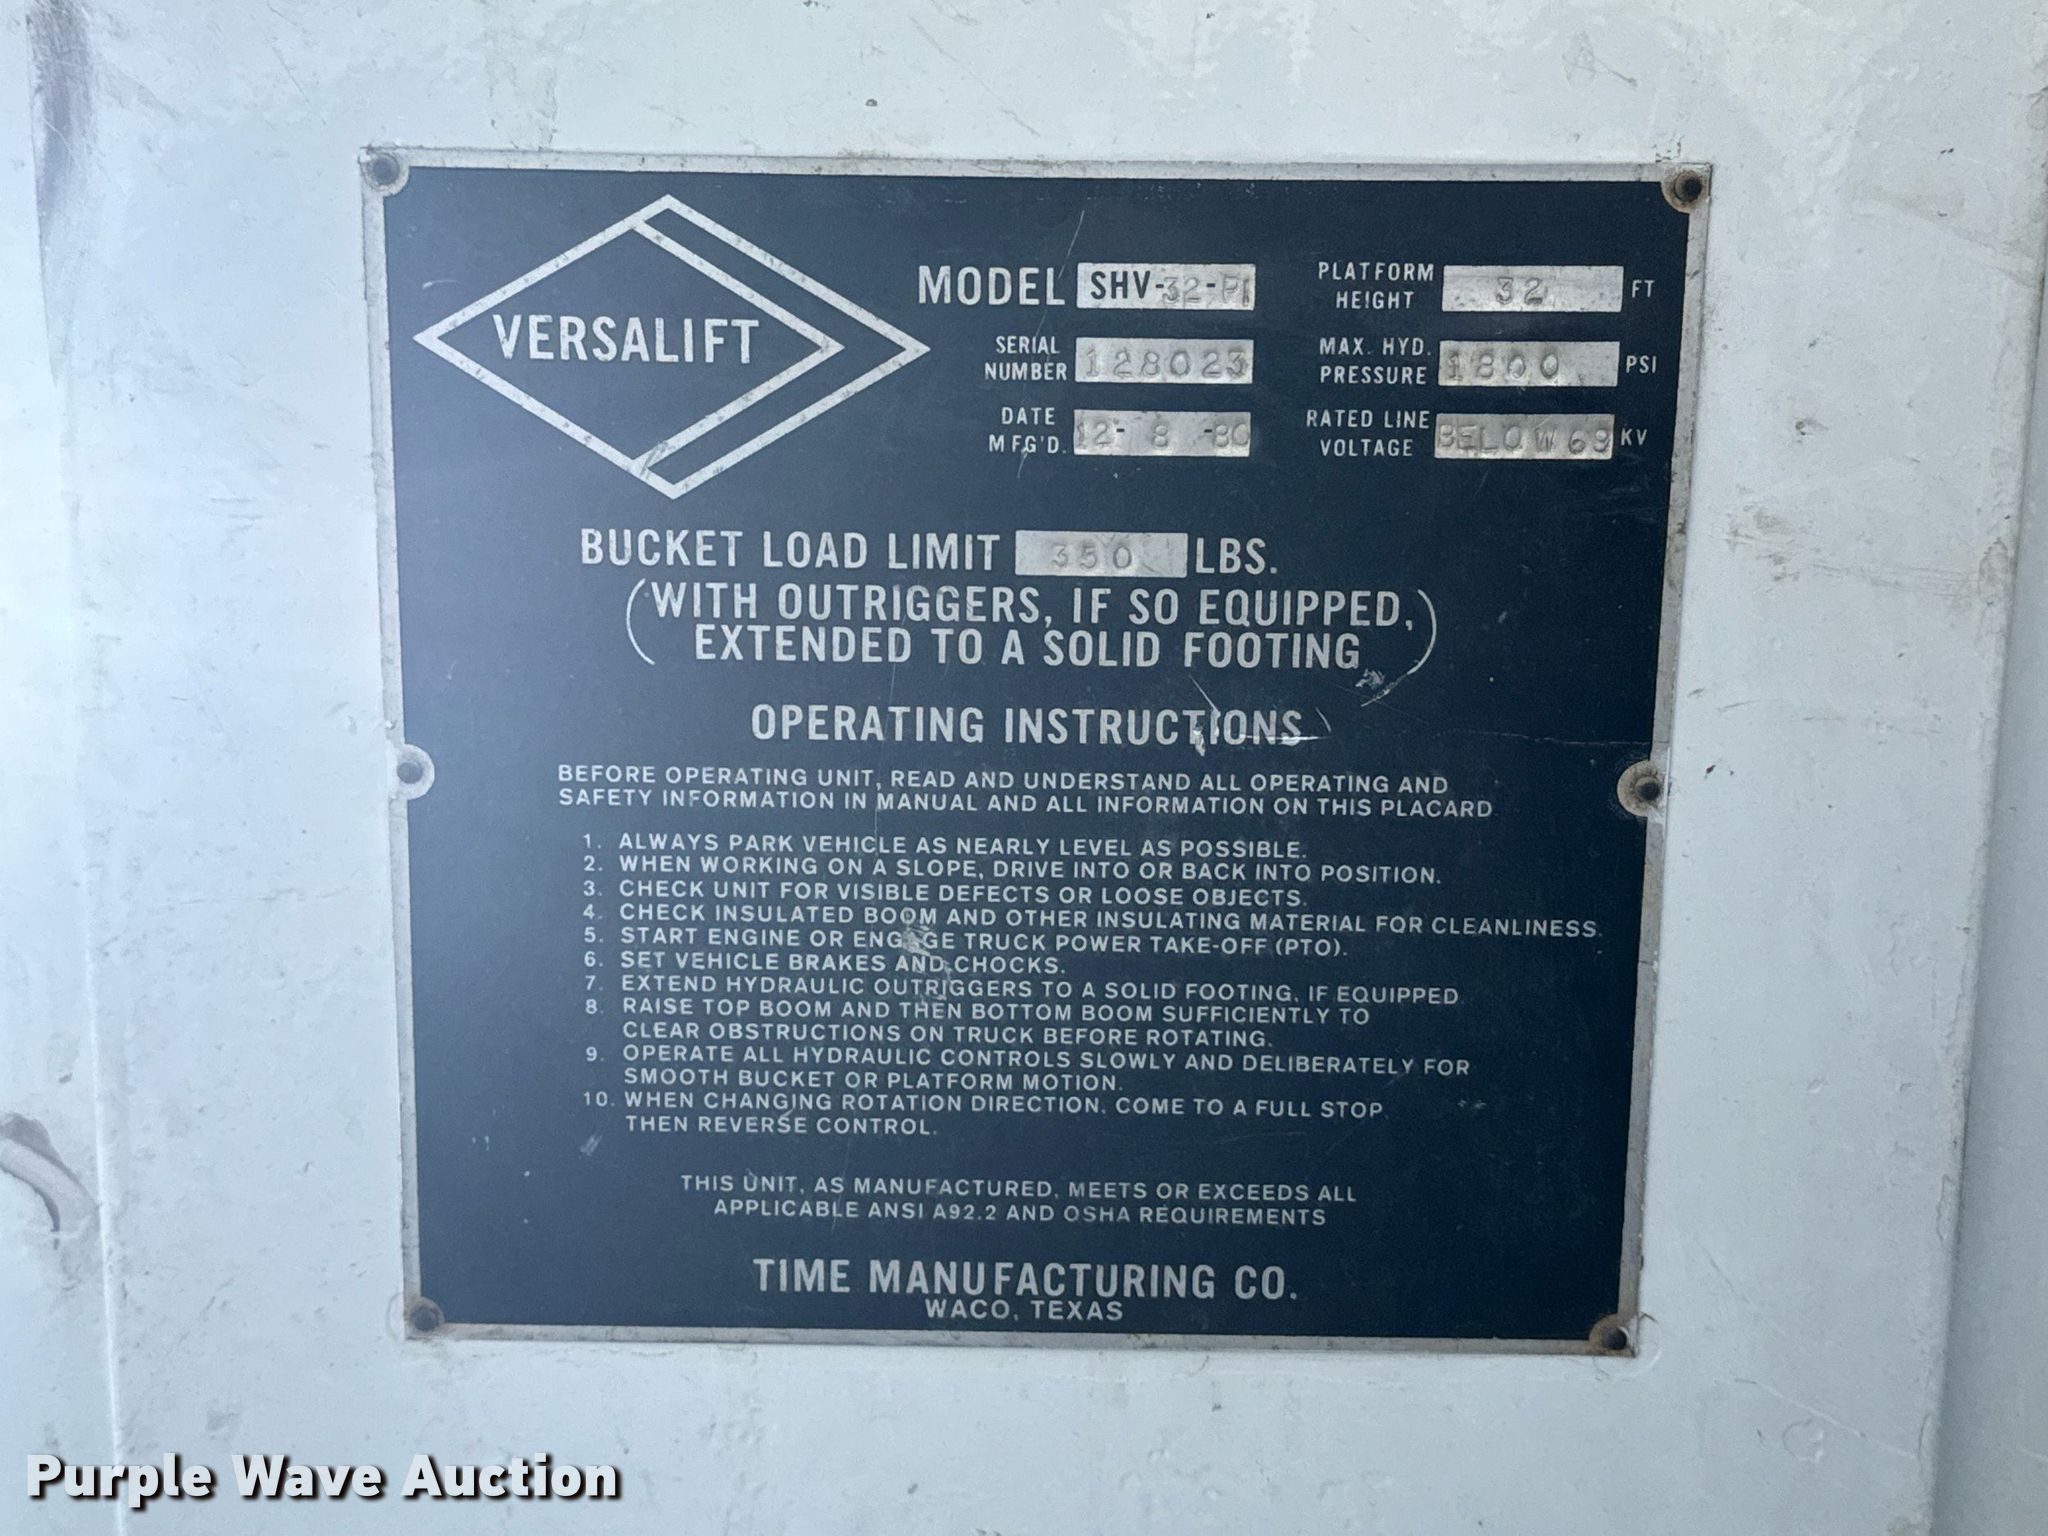 VERSALIFT
MODEL SHV-32-PI
SERIAL NUMBER 128023
DATE MFG'D. 12-8-80
PLATFORM HEIGHT 32 FT
MAX. HYD. PRESSURE 1800 PSI
RATED LINE VOLTAGE BELOW 69 KV
BUCKET LOAD LIMIT 350 LBS.
(WITH OUTRIGGERS, IF SO EQUIPPED,
EXTENDED TO A SOLID FOOTING)
OPERATING INSTRUCTIONS
BEFORE OPERATING UNIT, READ AND UNDERSTAND ALL OPERATING AND
SAFETY INFORMATION IN MANUAL AND ALL INFORMATION ON THIS PLACARD
1. ALWAYS PARK VEHICLE AS NEARLY LEVEL AS POSSIBLE.
2. WHEN WORKING ON A SLOPE, DRIVE INTO OR BACK INTO POSITION.
3. CHECK UNIT FOR VISIBLE DEFECTS OR LOOSE OBJECTS.
4. CHECK INSULATED BOOM AND OTHER INSULATING MATERIAL FOR CLEANLINESS.
5. START ENGINE OR ENGAGE TRUCK POWER TAKE-OFF (PTO).
6. SET VEHICLE BRAKES AND CHOCKS.
7. EXTEND HYDRAULIC OUTRIGGERS TO A SOLID FOOTING, IF EQUIPPED
8. RAISE TOP BOOM AND THEN BOTTOM BOOM SUFFICIENTLY TO
CLEAR OBSTRUCTIONS ON TRUCK BEFORE ROTATING.
9. OPERATE ALL HYDRAULIC CONTROLS SLOWLY AND DELIBERATELY FOR
SMOOTH BUCKET OR PLATFORM MOTION.
10. WHEN CHANGING ROTATION DIRECTION, COME TO A FULL STOP
THEN REVERSE CONTROL.
THIS UNIT, AS MANUFACTURED, MEETS OR EXCEEDS ALL
APPLICABLE ANSI A92.2 AND OSHA REQUIREMENTS
TIME MANUFACTURING CO.
WACO, TEXAS
Purple Wave Auction